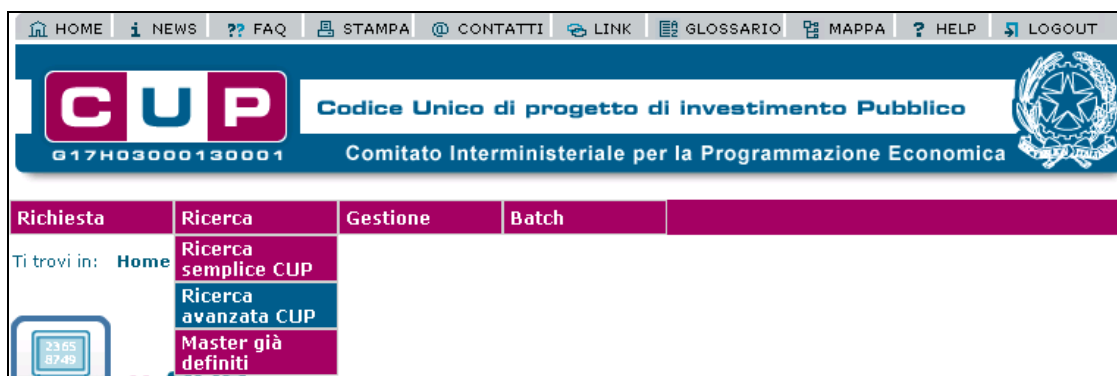 HOME i NEWS ?? FAQ STAMPA @ CONTATTI LINK GLOSSARIO MAPPA ? HELP LOGOUT
CUP
Codice Unico di progetto di investimento Pubblico
G17H03000130001
Comitato Interministeriale per la Programmazione Economica
Richiesta Ricerca Gestione Batch
Ti trovi in: Home
Ricerca
semplice CUP
Ricerca
avanzata CUP
Master già
definiti
2365
8749